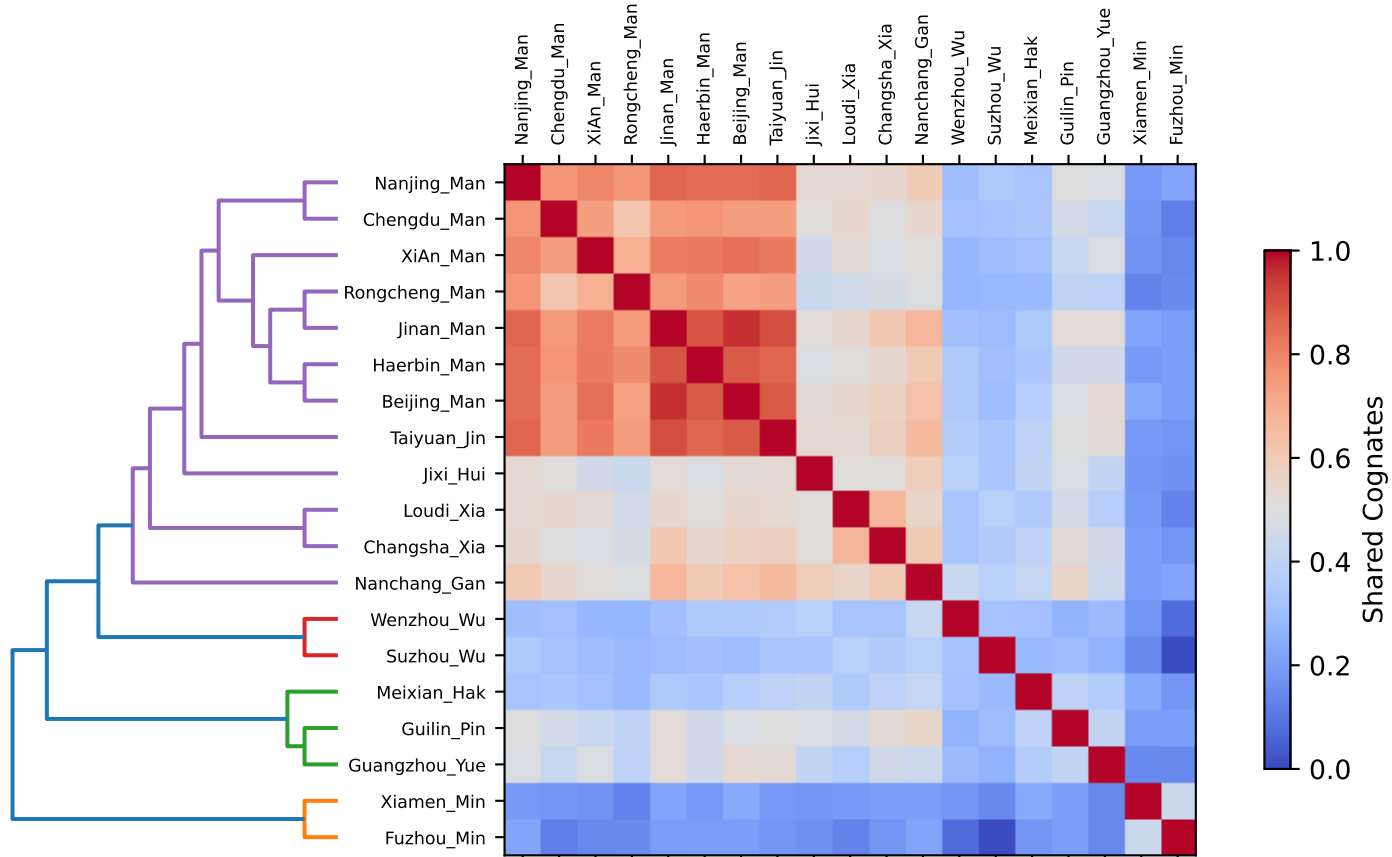 Nanjing_Man
Chengdu_Man
XiAn_Man
Rongcheng_Man
Jinan_Man
Haerbin_Man
Beijing_Man
Taiyuan_Jin
Jixi_Hui
Loudi_Xia
Changsha_Xia
Nanchang_Gan
Wenzhou_Wu
Suzhou_Wu
Meixian_Hak
Guilin_Pin
Guangzhou_Yue
Xiamen_Min
Fuzhou_Min
Nanjing_Man
Chengdu_Man
XiAn_Man
Rongcheng_Man
Jinan_Man
Haerbin_Man
Beijing_Man
Taiyuan_Jin
Jixi_Hui
Loudi_Xia
Changsha_Xia
Nanchang_Gan
Wenzhou_Wu
Suzhou_Wu
Meixian_Hak
Guilin_Pin
Guangzhou_Yue
Xiamen_Min
Fuzhou_Min
1.0
0.8
0.6
0.4
0.2
0.0
Shared Cognates